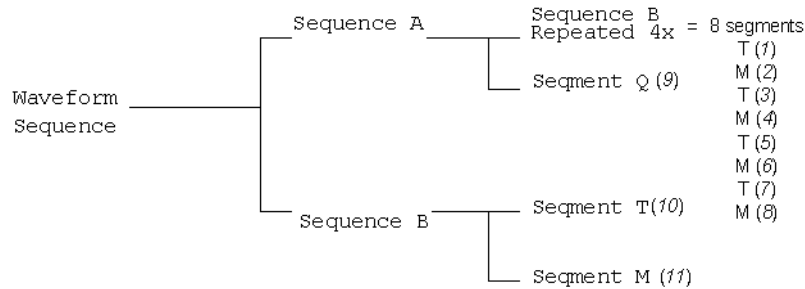 Sequence A
Sequence B
Repeated 4x = 8 segments
T (1)
M (2)
T (3)
M (4)
T (5)
M (6)
T (7)
M (8)
Seqment Q (9)
Waveform
Sequence
Sequence B
Seqment T(10)
Seqment M (11)